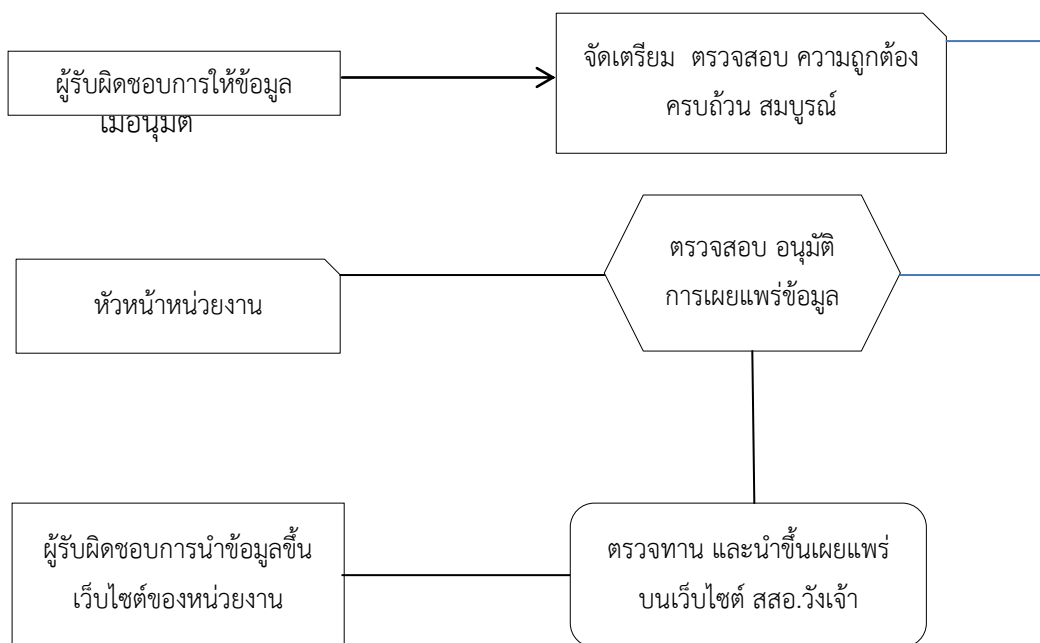 จัดเตรียม ตรวจสอบ ความถูกต้อง
ครบถ้วน สมบูรณ์
ผู้รับผิดชอบการให้ข้อมูล
ตรวจสอบ อนุมัติ
การเผยแพร่ข้อมูล
หัวหน้าหน่วยงาน
ผู้รับผิดชอบการนำข้อมูลขึ้น
เว็บไซต์ของหน่วยงาน
ตรวจทาน และนำขึ้นเผยแพร่
บนเว็บไซต์ สสอ.วังเจ้า